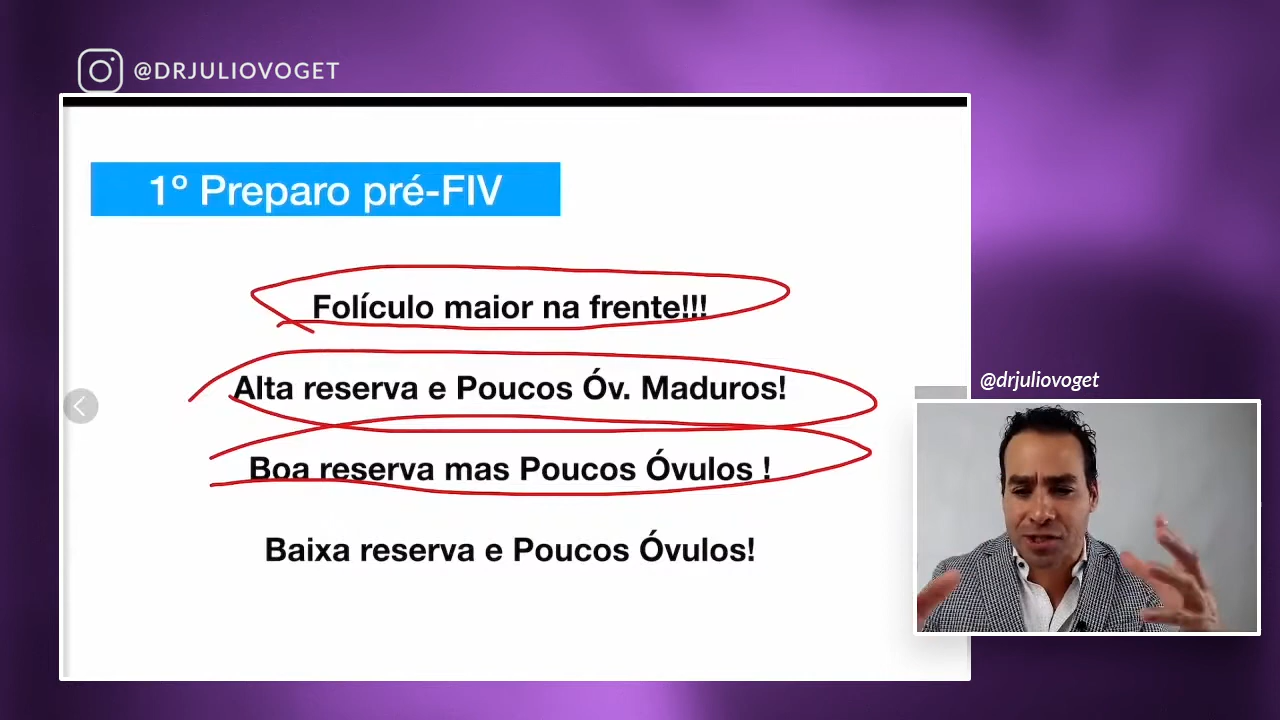 @DRJULIOVOGET
1º Preparo pré-FIV
Folículo maior na frente!!!
Alta reserva e Poucos Óv. Maduros!
Boa reserva mas Poucos Óvulos !
Baixa reserva e Poucos Óvulos!
@drjuliovoget